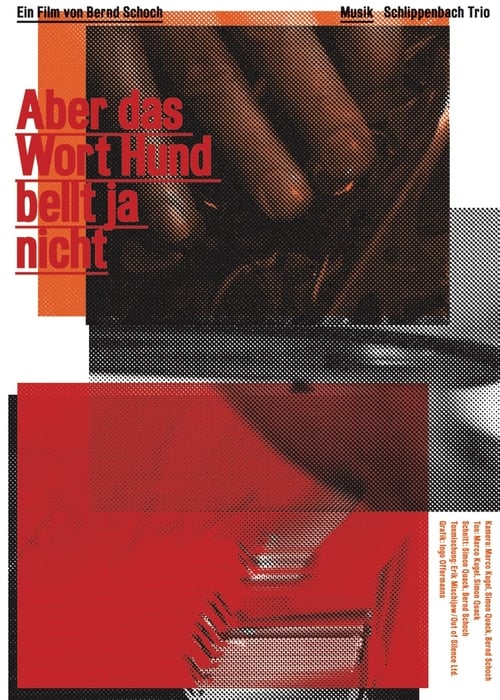 Ein Film von Bernd Schoch
Musik Schlippenbach Trio
Aber das
Wort Hund
bellt ja
nicht
Kamera: Marco Kugel, Simon Quack, Bernd Schoch
Ton: Marco Kugel, Simon Quack
Schnitt: Simon Quack, Bernd Schoch
Tonmischung: Erik Mischijew/Out of Silence Ltd.
Grafik: Ingo Offermanns